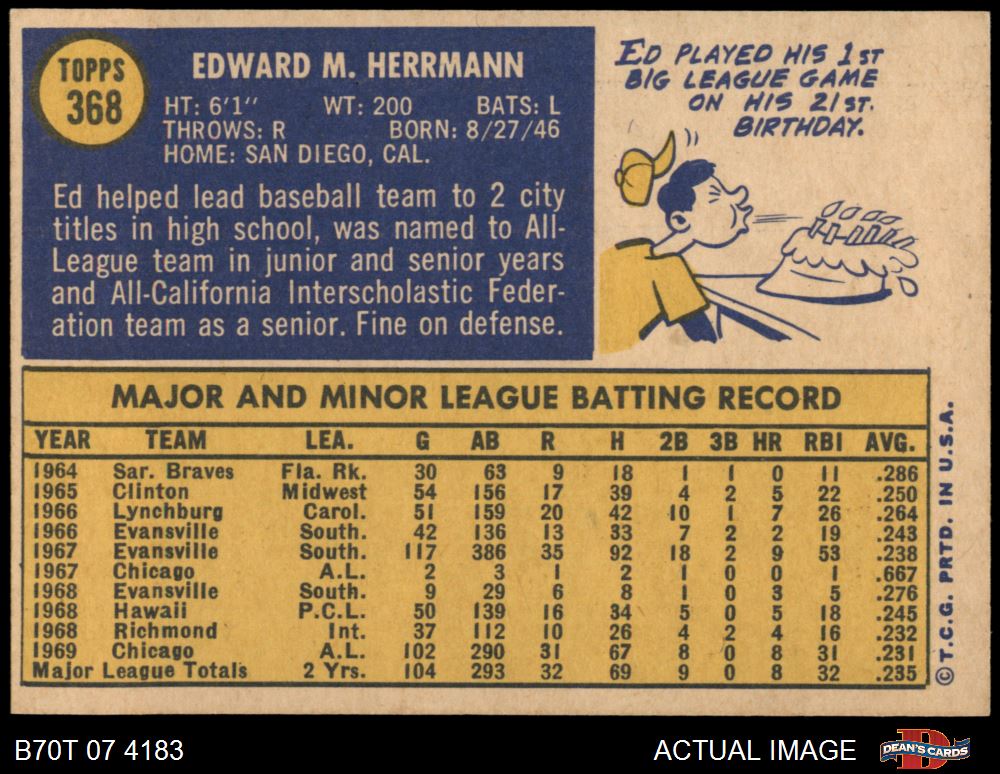 TOPPS
368
EDWARD M. HERRMANN
HT: 6'1" WT: 200 BATS: L
THROWS: R BORN: 8/27/46
HOME: SAN DIEGO, CAL.
Ed helped lead baseball team to 2 city
titles in high school, was named to All-
League team in junior and senior years
and All-California Interscholastic Feder-
ation team as a senior. Fine on defense.
ED PLAYED HIS 1ST
BIG LEAGUE GAME
ON HIS 21ST.
BIRTHDAY.
MAJOR AND MINOR LEAGUE BATTING RECORD
YEAR TEAM LEA. G AB R H 2B 3B HR RBI AVG.
1964 Sar. Braves Fla. Rk. 30 63 9 18 1 1 0 11 .286
1965 Clinton Midwest 54 156 17 39 4 2 5 22 .250
1966 Lynchburg Carol. 51 159 20 42 10 1 7 26 .264
1966 Evansville South. 42 136 13 33 7 2 2 19 .243
1967 Evansville South. 117 386 35 92 18 2 9 53 .238
1967 Chicago A.L. 2 3 1 2 1 0 0 1 .667
1968 Evansville South. 9 29 6 8 1 0 3 5 .276
1968 Hawaii P.C.L. 50 139 16 34 5 0 5 18 .245
1968 Richmond Int. 37 112 10 26 4 2 4 16 .232
1969 Chicago A.L. 102 290 31 67 8 0 8 31 .231
Major League Totals 2 Yrs. 104 293 32 69 9 0 8 32 .235
© T.C.G. PRTD. IN U.S.A.
B70T 07 4183 ACTUAL IMAGE
DEAN'S CARDS